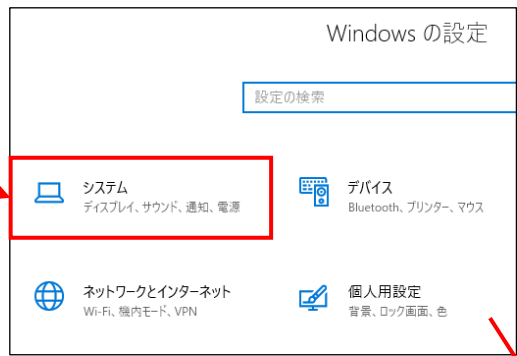 Windows の設定
設定の検索
システム
ディスプレイ、サウンド、通知、電源
デバイス
Bluetooth、プリンター、マウス
ネットワークとインターネット
Wi-Fi、機内モード、VPN
個人用設定
背景、ロック画面、色